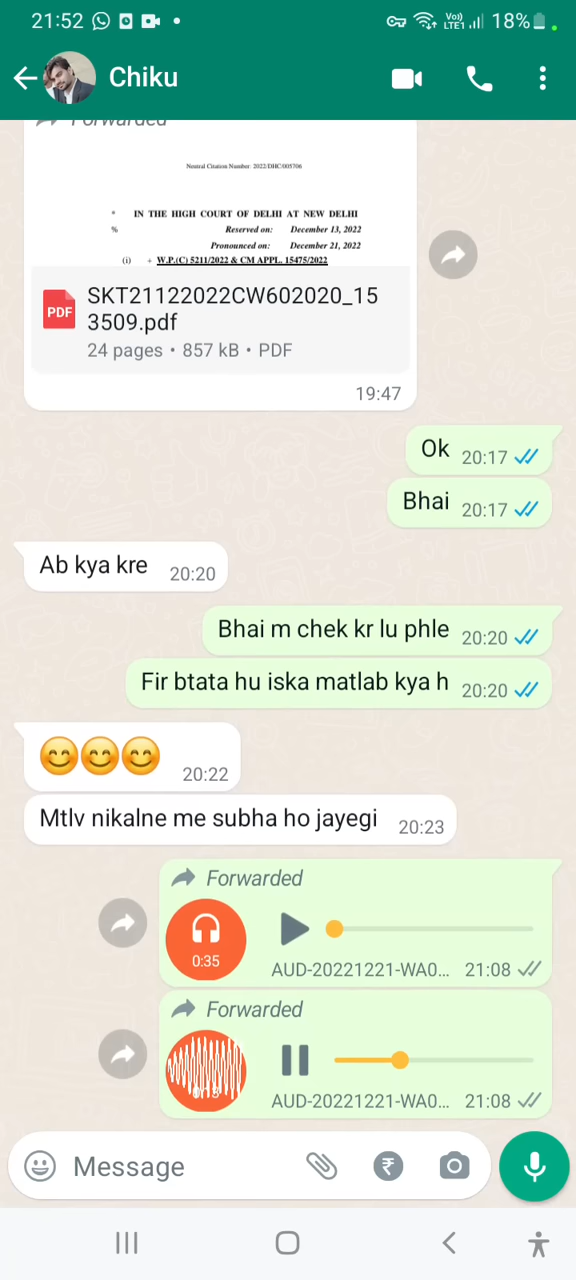 21:52
Vo)) LTE1 18%
Chiku
Forwarded
Neutral Citation Number: 2022/DHC/005706
* IN THE HIGH COURT OF DELHI AT NEW DELHI
% Reserved on: December 13, 2022
Pronounced on: December 21, 2022
(i) + W.P.(C) 5211/2022 & CM APPL. 15475/2022
PDF
SKT21122022CW602020_15
3509.pdf
24 pages • 857 kB • PDF
19:47
Ok 20:17
Bhai 20:17
Ab kya kre 20:20
Bhai m chek kr lu phle 20:20
Fir btata hu iska matlab kya h 20:20
😊😊😊 20:22
Mtlv nikalne me subha ho jayegi 20:23
Forwarded
0:35
AUD-20221221-WA0... 21:08
Forwarded
0:13
AUD-20221221-WA0... 21:08
Message ₹